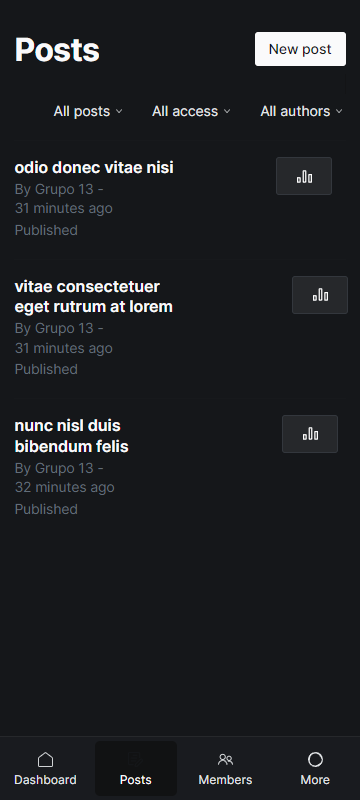 Posts
New post
All posts
All access
All authors
odio donec vitae nisi
By Grupo 13 -
31 minutes ago
Published
vitae consectetuer
eget rutrum at lorem
By Grupo 13 -
31 minutes ago
Published
nunc nisl duis
bibendum felis
By Grupo 13 -
32 minutes ago
Published
Dashboard
Posts
Members
More